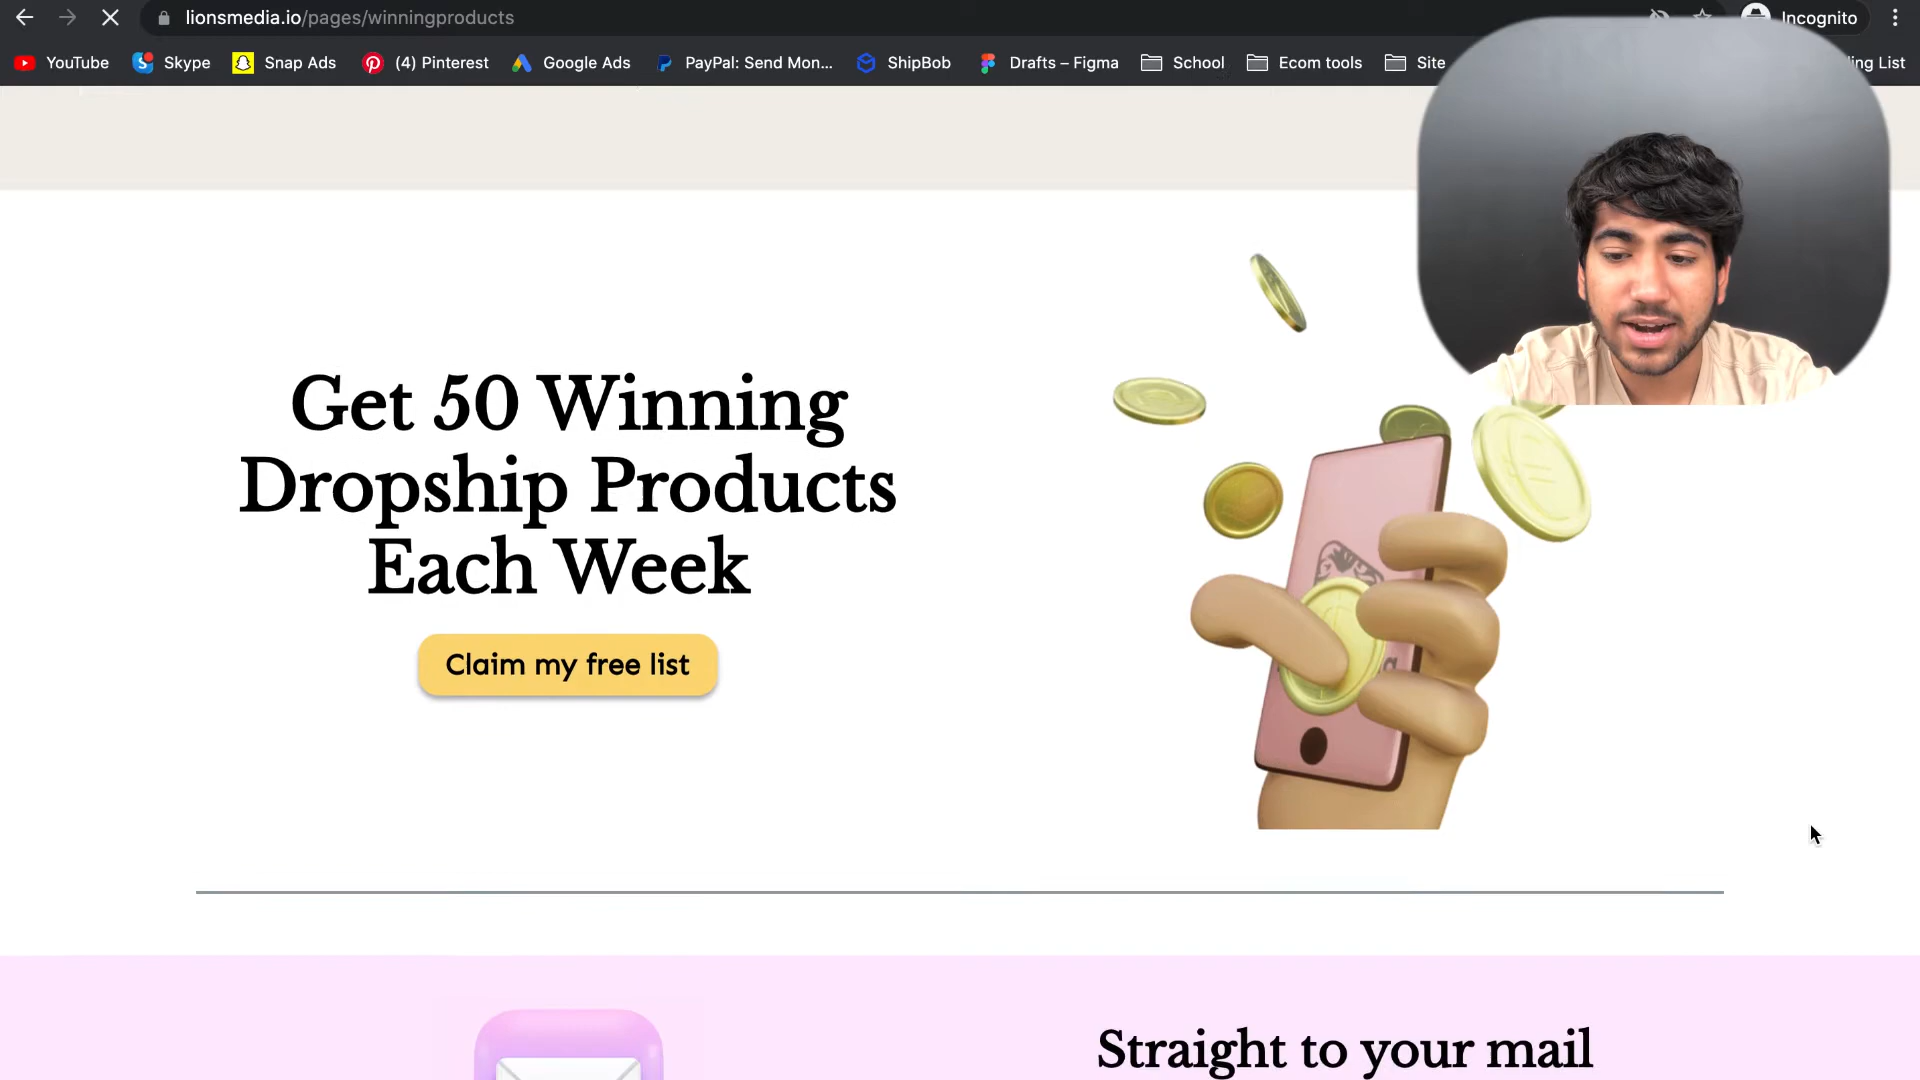 lionsmedia.io/pages/winningproducts
Incognito
YouTube Skype Snap Ads (4) Pinterest Google Ads PayPal: Send Mon... ShipBob Drafts – Figma School Ecom tools Site ing List
Get 50 Winning
Dropship Products
Each Week
Claim my free list
Straight to your mail